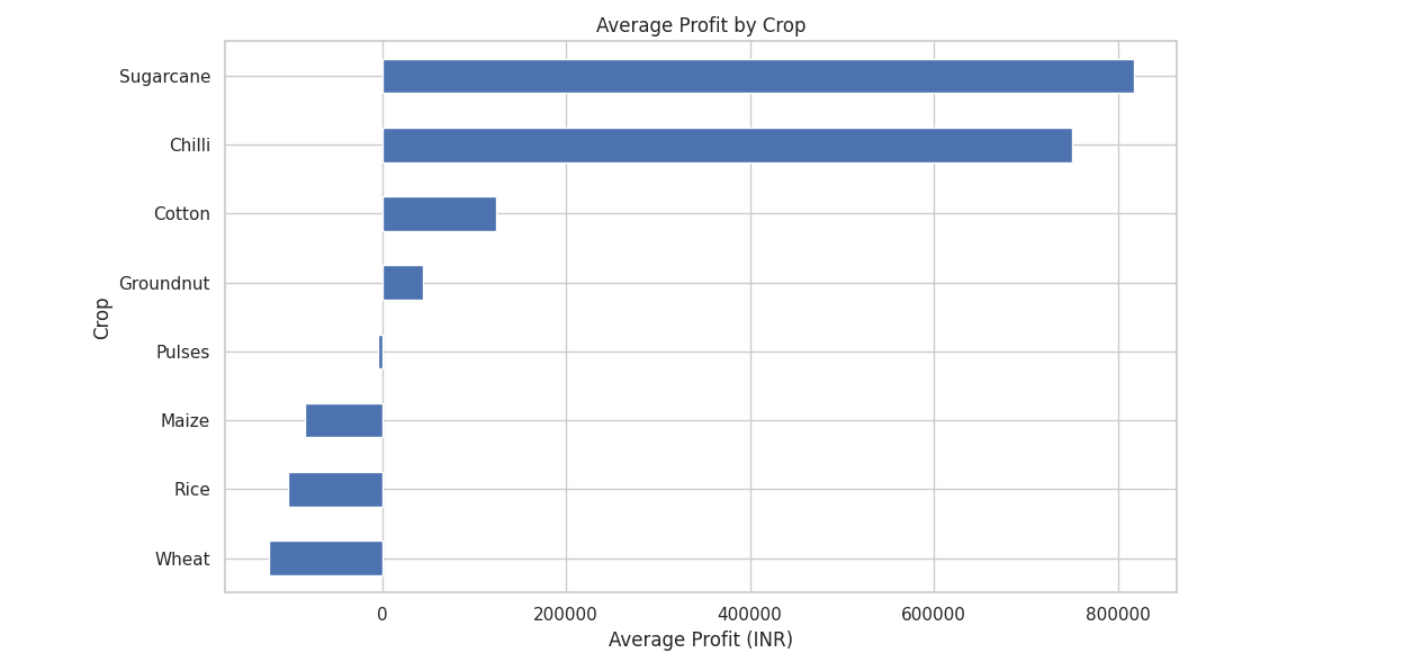 Average Profit by Crop
Sugarcane
Chilli
Cotton
Groundnut
Pulses
Maize
Rice
Wheat
Crop
0 200000 400000 600000 800000
Average Profit (INR)